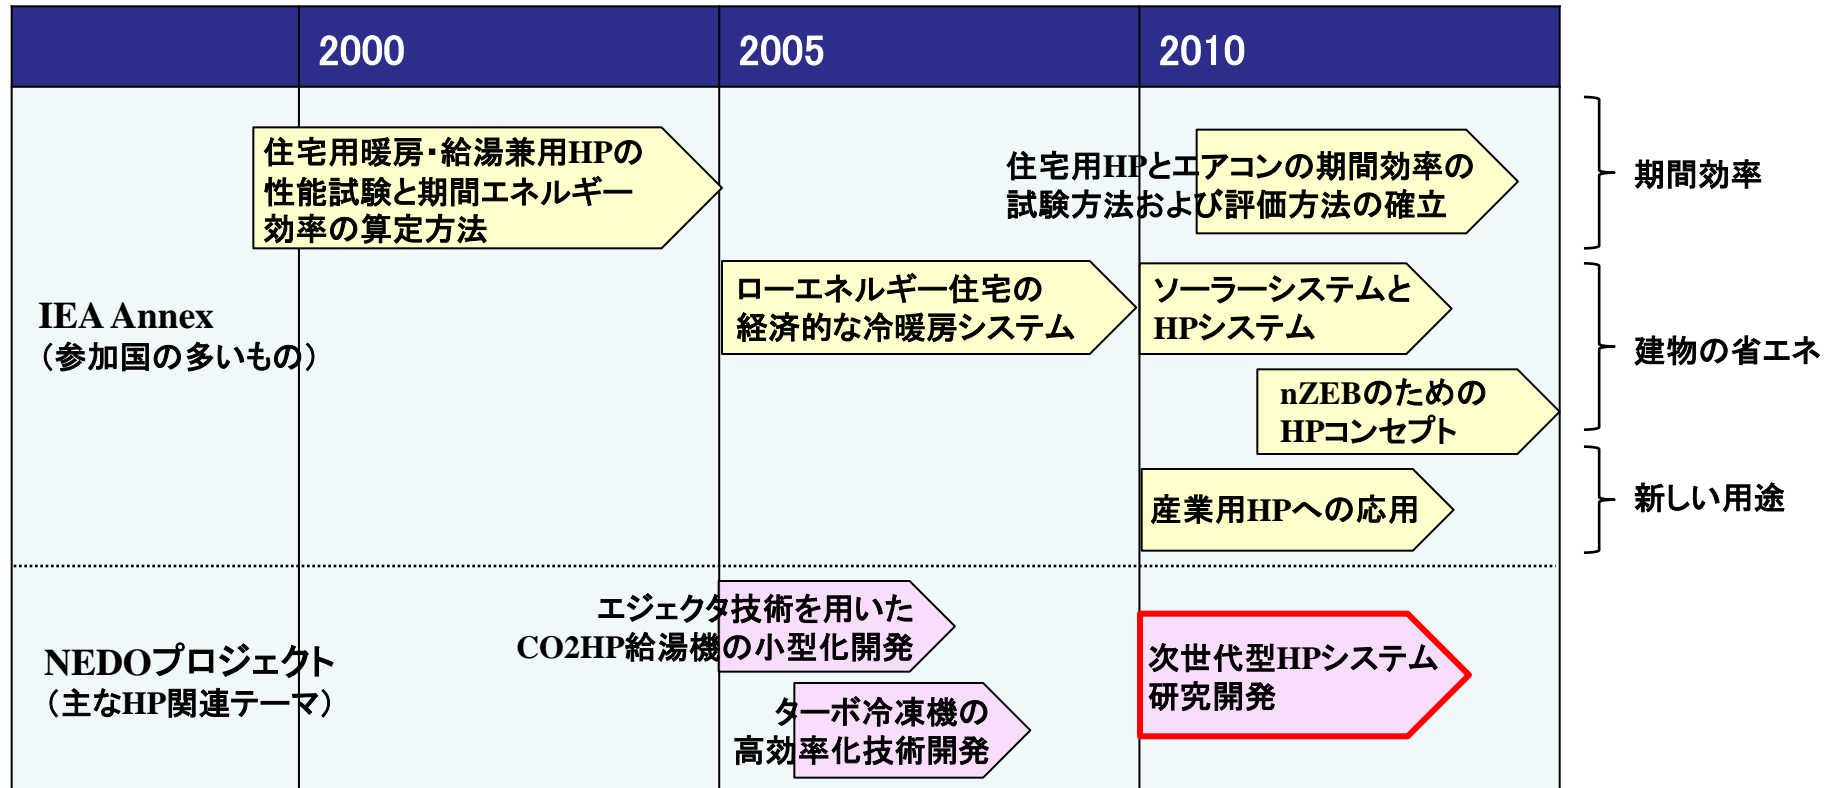 2000
2005
2010
住宅用暖房・給湯兼用HPの
性能試験と期間エネルギー
効率の算定方法
住宅用HPとエアコンの期間効率の
試験方法および評価方法の確立
期間効率
IEA Annex
（参加国の多いもの）
ローエネルギー住宅の
経済的な冷暖房システム
ソーラーシステムと
HPシステム
nZEBのための
HPコンセプト
建物の省エネ
産業用HPへの応用
新しい用途
NEDOプロジェクト
（主なHP関連テーマ）
エジェクタ技術を用いた
CO2HP給湯機の小型化開発
ターボ冷凍機の
高効率化技術開発
次世代型HPシステム
研究開発